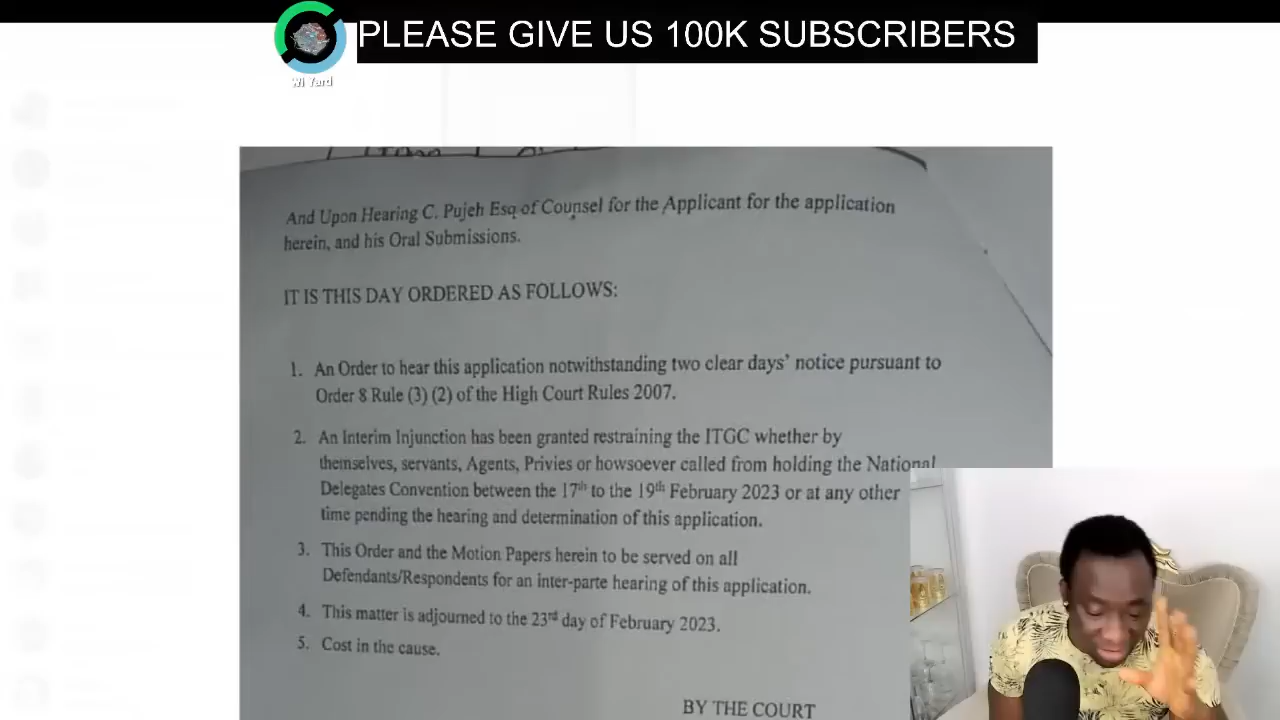 PLEASE GIVE US 100K SUBSCRIBERS
Wi Yard
And Upon Hearing C. Pujeh Esq of Counsel for the Applicant for the application
herein, and his Oral Submissions.
IT IS THIS DAY ORDERED AS FOLLOWS:
1. An Order to hear this application notwithstanding two clear days' notice pursuant to
Order 8 Rule (3) (2) of the High Court Rules 2007.
2. An Interim Injunction has been granted restraining the ITGC whether by
themselves, servants, Agents, Privies or howsoever called from holding the National
Delegates Convention between the 17th to the 19th February 2023 or at any other
time pending the hearing and determination of this application.
3. This Order and the Motion Papers herein to be served on all
Defendants/Respondents for an inter-parte hearing of this application.
4. This matter is adjourned to the 23rd day of February 2023.
5. Cost in the cause.
BY THE COURT